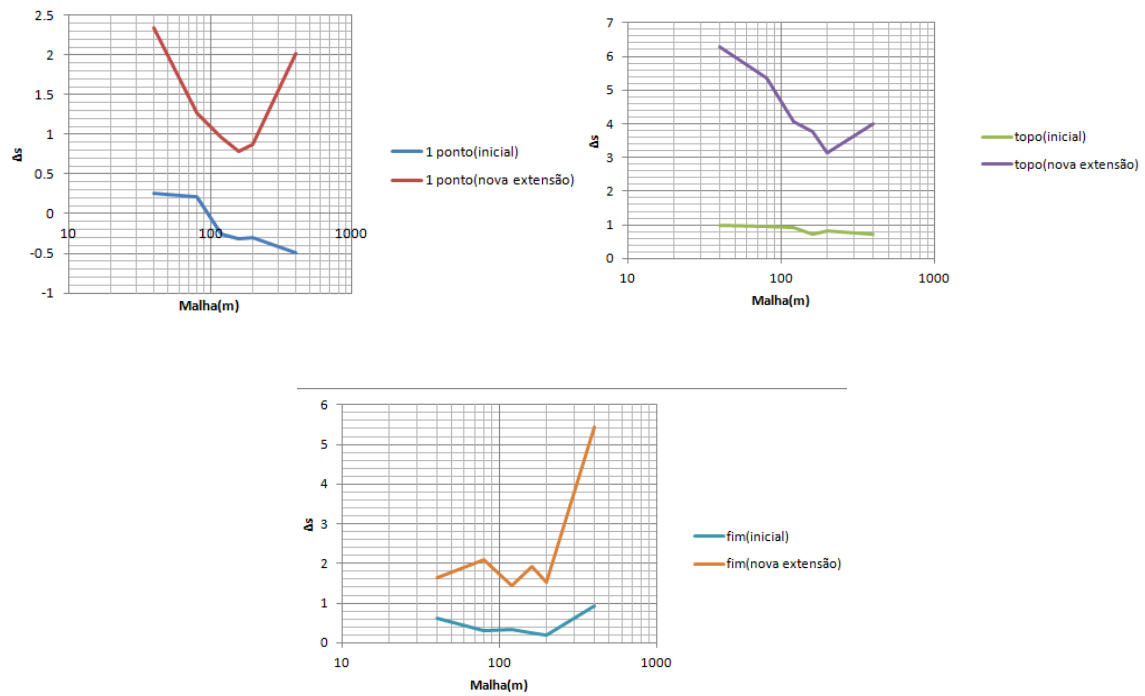 2.5
2
1.5
1
0.5
0
-0.5
-1
10
100
1000
Δs
Malha(m)
1 ponto(inicial)
1 ponto(nova extensão)
7
6
5
4
3
2
1
0
10
100
1000
Δs
Malha(m)
topo(inicial)
topo(nova extensão)
6
5
4
3
2
1
0
10
100
1000
Δs
Malha(m)
fim(inicial)
fim(nova extensão)